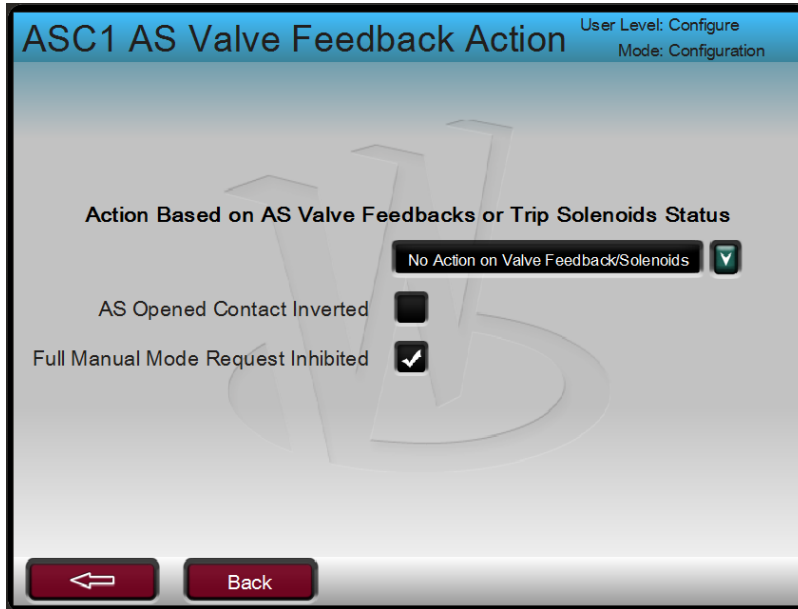 ASC1 AS Valve Feedback Action
User Level: Configure
Mode: Configuration
Action Based on AS Valve Feedbacks or Trip Solenoids Status
No Action on Valve Feedback/Solenoids
AS Opened Contact Inverted
Full Manual Mode Request Inhibited
Back